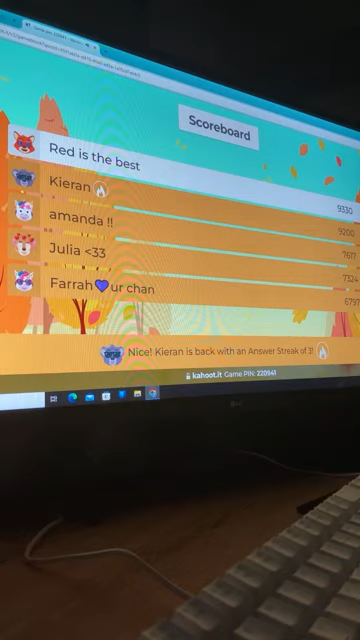 Scoreboard
Red is the best 9330
Kieran 9200
amanda !! 7617
Julia <33 7324
Farrah💜ur chan 6797
Nice! Kieran is back with an Answer Streak of 3!
kahoot.it Game PIN: 220941
LG